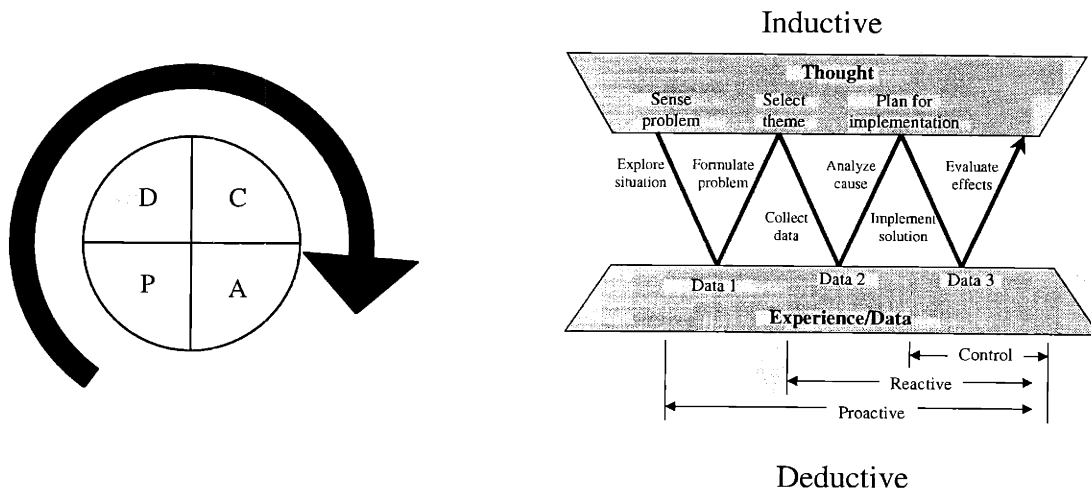 D C
P A
Inductive
Thought
Sense Select Plan for
problem theme implementation
Explore Formulate Analyze Evaluate
situation problem cause effects
Collect Implement
data solution
Data 1 Data 2 Data 3
Experience/Data
Control
Reactive
Proactive
Deductive